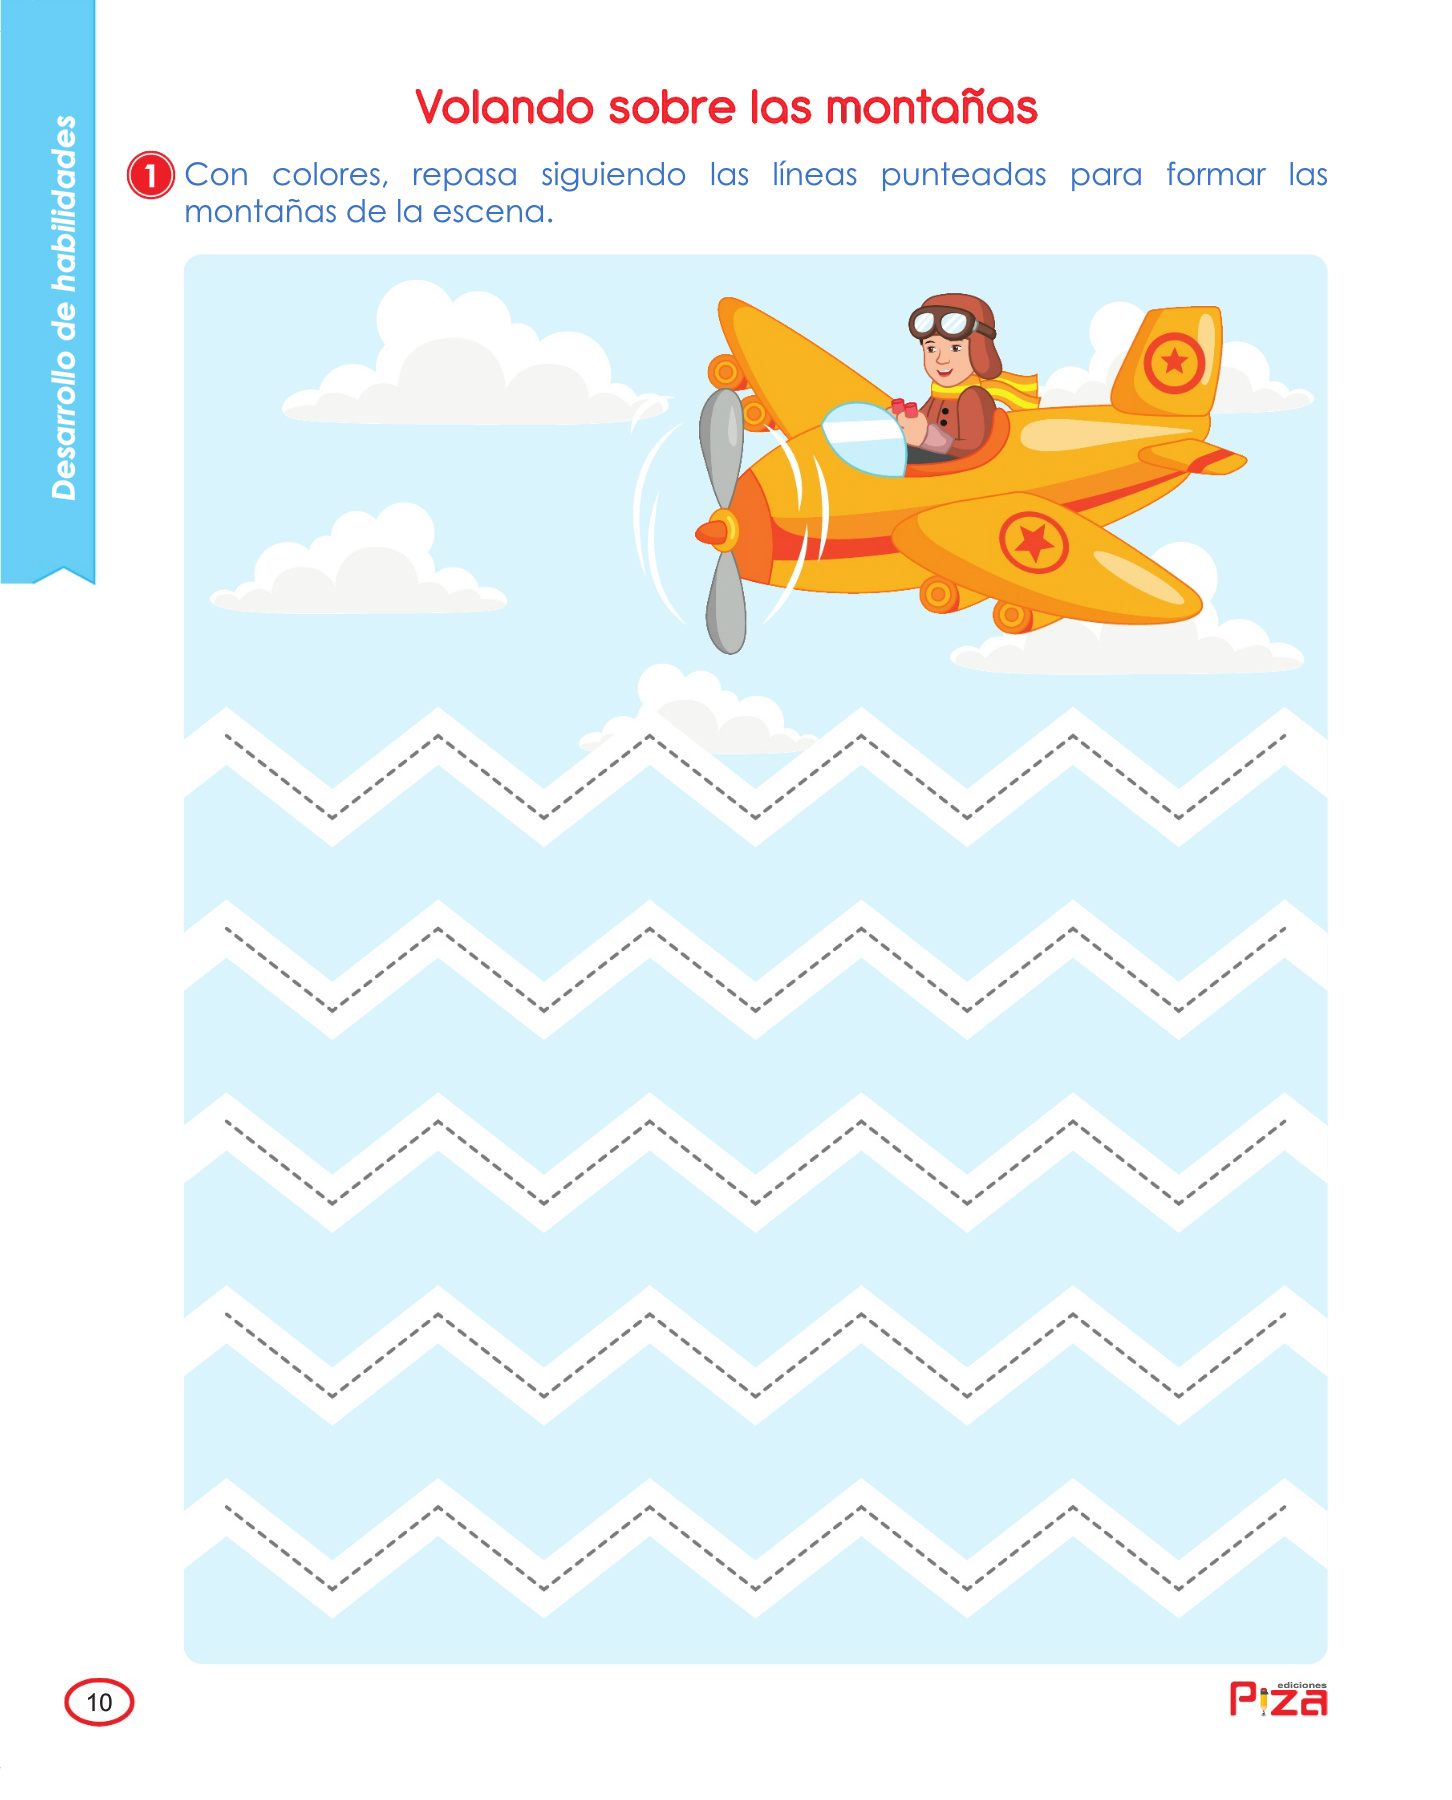 Desarrollo de habilidades
Volando sobre las montañas
1 Con colores, repasa siguiendo las líneas punteadas para formar las
montañas de la escena.
10
ediciones
Piza